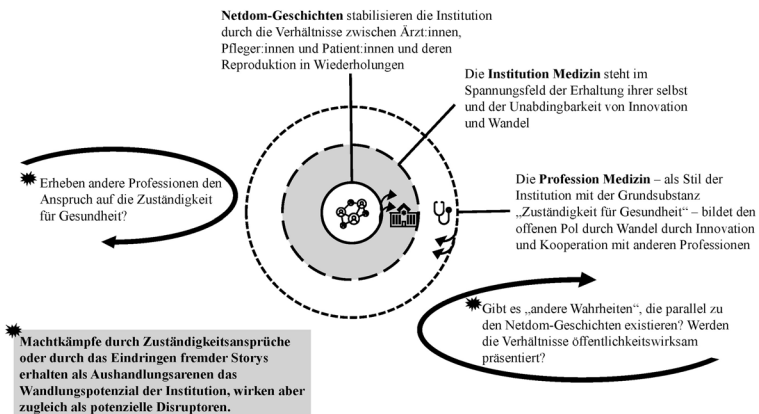 Netdom-Geschichten stabilisieren die Institution
durch die Verhältnisse zwischen Ärzt:innen,
Pfleger:innen und Patient:innen und deren
Reproduktion in Wiederholungen
Die Institution Medizin steht im
Spannungsfeld der Erhaltung ihrer selbst
und der Unabdingbarkeit von Innovation
und Wandel
Erheben andere Professionen den
Anspruch auf die Zuständigkeit
für Gesundheit?
Die Profession Medizin – als Stil der
Institution mit der Grundsubstanz
„Zuständigkeit für Gesundheit“ – bildet den
offenen Pol durch Wandel durch Innovation
und Kooperation mit anderen Professionen
Gibt es „andere Wahrheiten“, die parallel zu
den Netdom-Geschichten existieren? Werden
die Verhältnisse öffentlichkeitswirksam
präsentiert?
Machtkämpfe durch Zuständigkeitsansprüche
oder durch das Eindringen fremder Storys
erhalten als Aushandlungsarenen das
Wandlungspotenzial der Institution, wirken aber
zugleich als potenzielle Disruptoren.